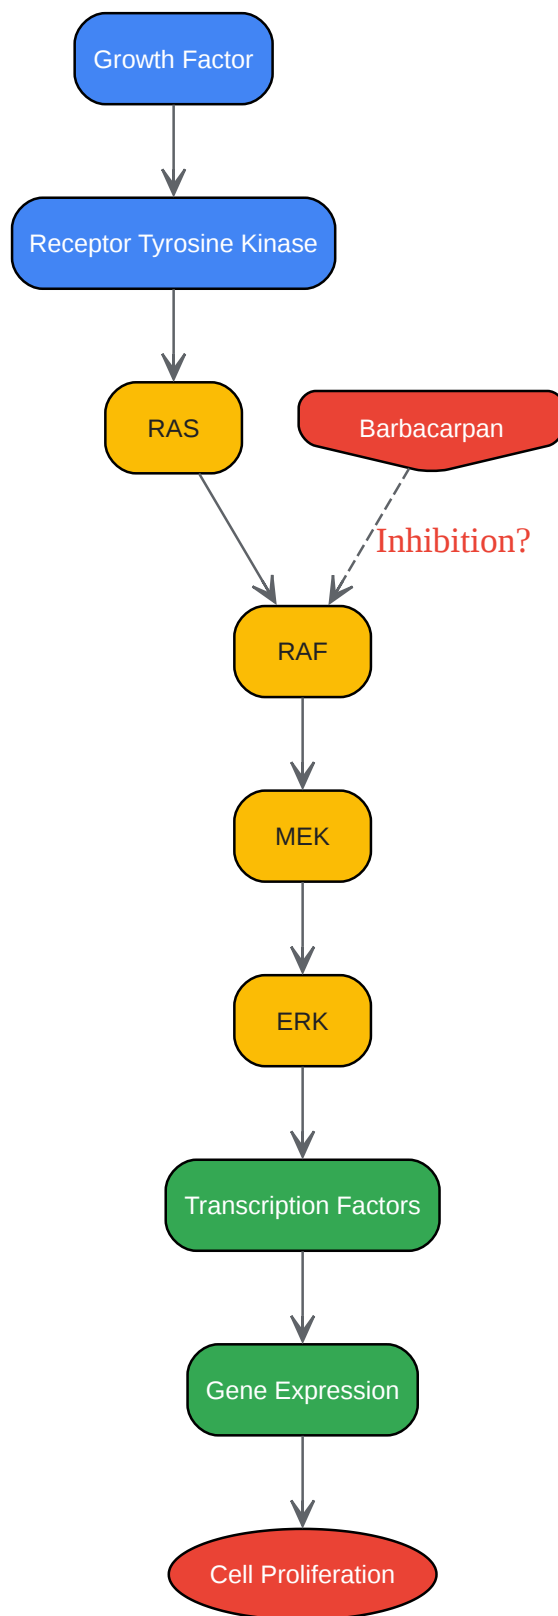 Growth Factor
Receptor Tyrosine Kinase
RAS
Barbacarpan
Inhibition?
RAF
MEK
ERK
Transcription Factors
Gene Expression
Cell Proliferation